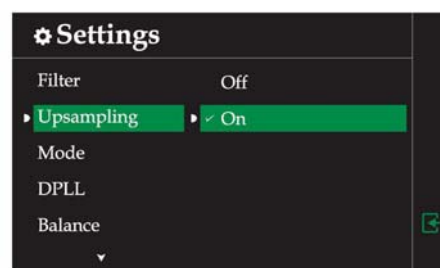 Settings
Filter Off
Upsampling On
Mode
DPLL
Balance